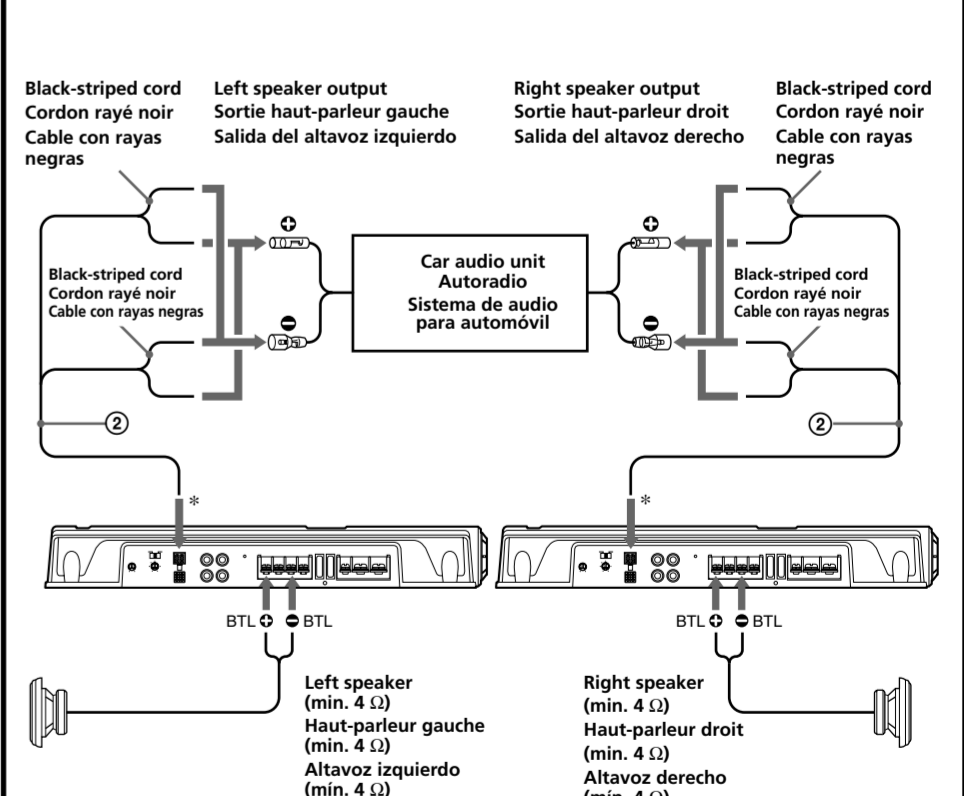 Black-striped cord
Cordon rayé noir
Cable con rayas
negras
Left speaker output
Sortie haut-parleur gauche
Salida del altavoz izquierdo
Right speaker output
Sortie haut-parleur droit
Salida del altavoz derecho
Black-striped cord
Cordon rayé noir
Cable con rayas
negras
Black-striped cord
Cordon rayé noir
Cable con rayas negras
Car audio unit
Autoradio
Sistema de audio
para automóvil
Black-striped cord
Cordon rayé noir
Cable con rayas negras
②
②
*
*
BTL + − BTL
BTL + − BTL
Left speaker
(min. 4 Ω)
Haut-parleur gauche
(min. 4 Ω)
Altavoz izquierdo
(mín. 4 Ω)
Right speaker
(min. 4 Ω)
Haut-parleur droit
(min. 4 Ω)
Altavoz derecho
(mín. 4 Ω)